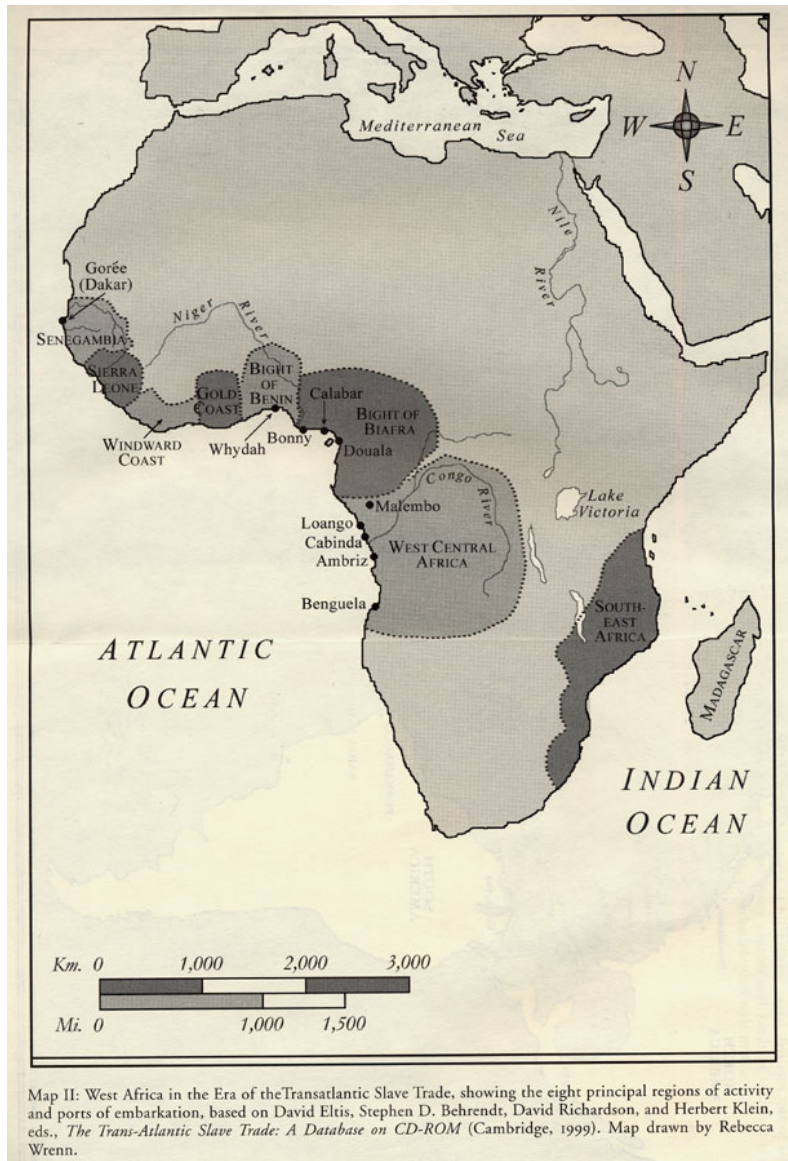 N
W E
S
Mediterranean
Sea
Nile
River
Gorée
(Dakar)
Niger
River
SENEGAMBIA
SIERRA
LEONE
GOLD
COAST
BIGHT
OF
BENIN
Calabar
BIGHT OF
BIAFRA
WINDWARD
COAST
Whydah
Bonny
Douala
Congo
River
Malembo
Lake
Victoria
Loango
Cabinda
Ambriz
WEST CENTRAL
AFRICA
Benguela
SOUTH-
EAST
AFRICA
MADAGASCAR
ATLANTIC
OCEAN
INDIAN
OCEAN
Km. 0 1,000 2,000 3,000
Mi. 0 1,000 1,500
Map II: West Africa in the Era of theTransatlantic Slave Trade, showing the eight principal regions of activity
and ports of embarkation, based on David Eltis, Stephen D. Behrendt, David Richardson, and Herbert Klein,
eds., The Trans-Atlantic Slave Trade: A Database on CD-ROM (Cambridge, 1999). Map drawn by Rebecca
Wrenn.